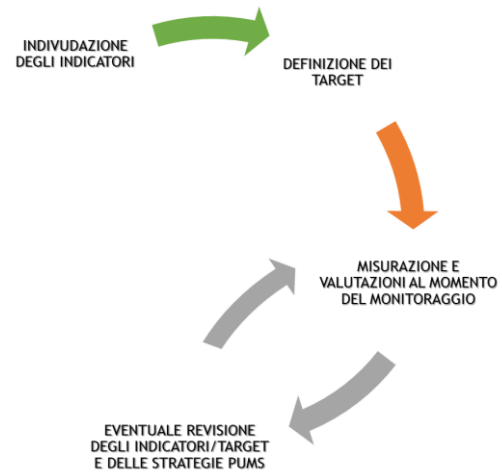 INDIVUDAZIONE
DEGLI INDICATORI
DEFINIZIONE DEI
TARGET
MISURAZIONE E
VALUTAZIONI AL MOMENTO
DEL MONITORAGGIO
EVENTUALE REVISIONE
DEGLI INDICATORI/TARGET
E DELLE STRATEGIE PUMS